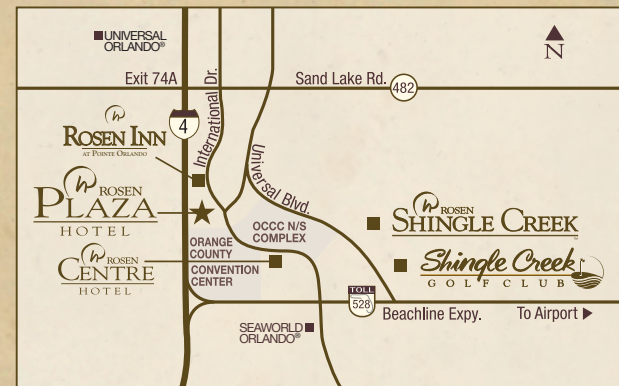 UNIVERSAL
ORLANDO®
N
Exit 74A
Sand Lake Rd.
482
International Dr.
4
ROSEN INN
AT POINTE ORLANDO
Universal Blvd.
ROSEN
PLAZA
HOTEL
OCCC N/S
COMPLEX
ROSEN
SHINGLE CREEK
ORANGE
COUNTY
CONVENTION
CENTER
ROSEN
CENTRE
HOTEL
Shingle Creek
GOLF CLUB
TOLL
528
Beachline Expy.
To Airport
SEAWORLD
ORLANDO®